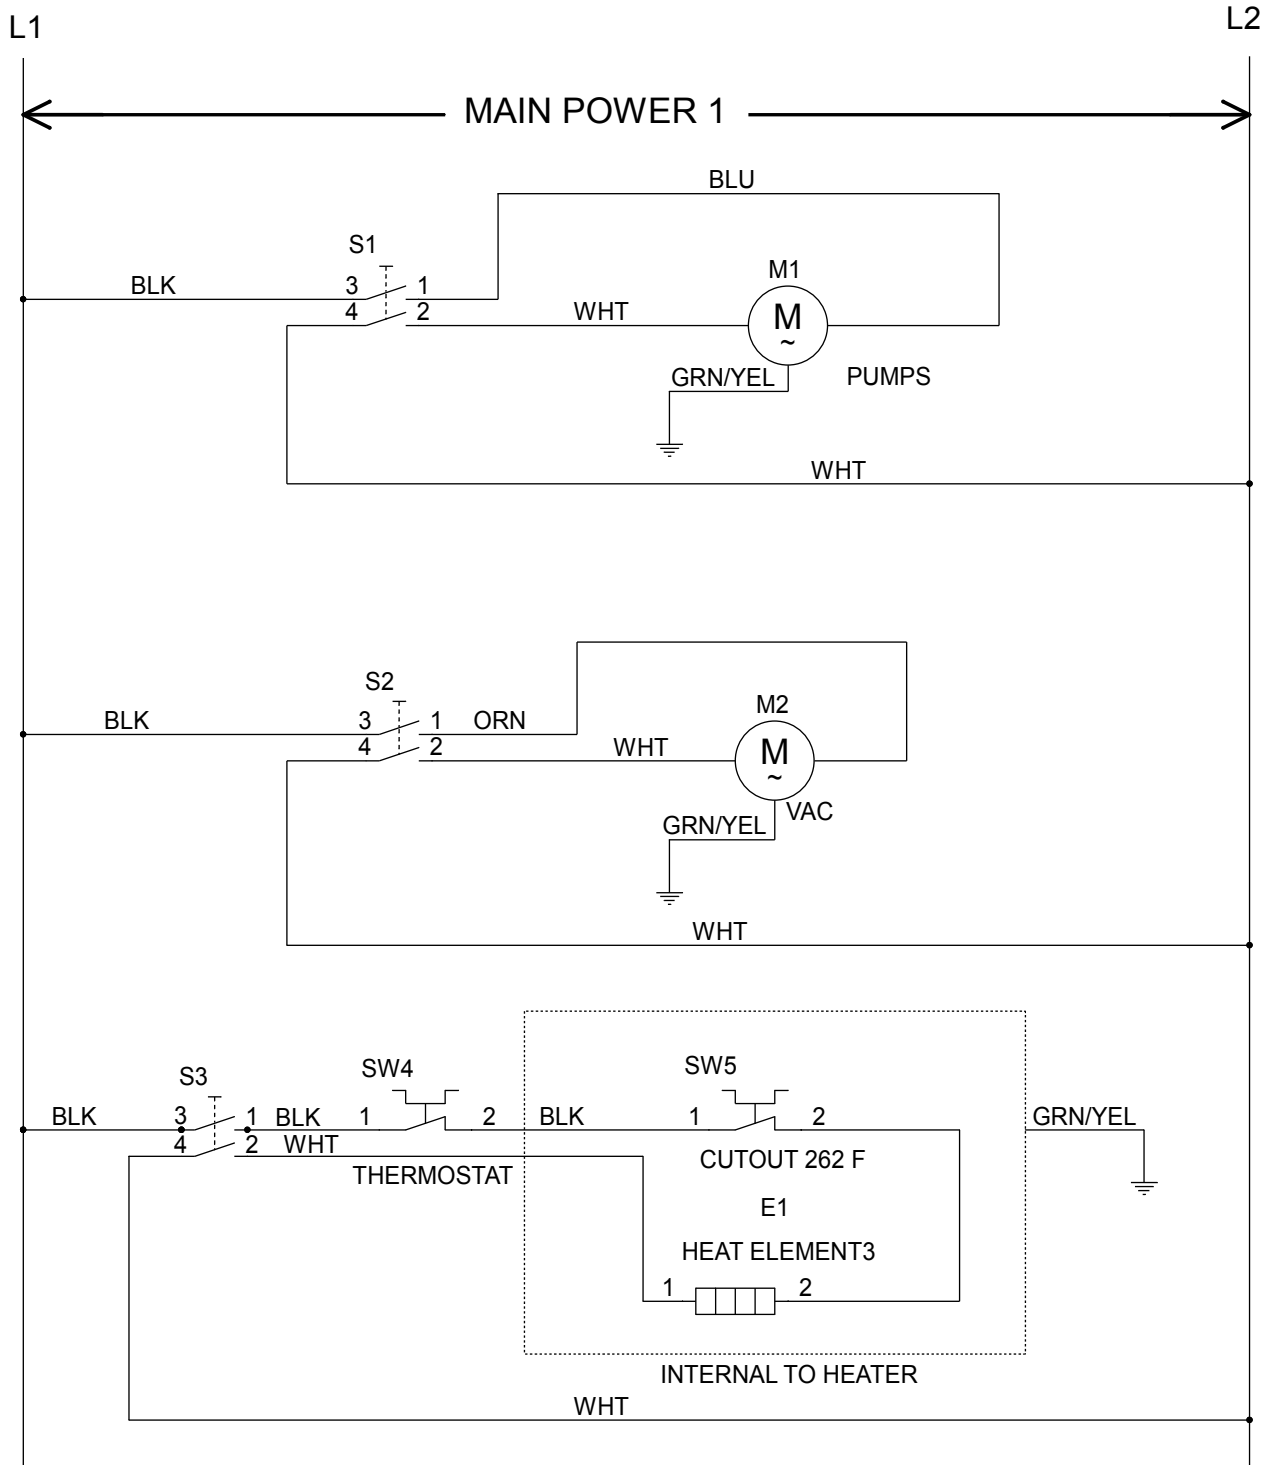 L1
L2
MAIN POWER 1
BLU
S1
BLK
3
1
M1
4
2
WHT
M
~
GRN/YEL
PUMPS
WHT
S2
BLK
3
1
ORN
M2
4
2
WHT
M
~
VAC
GRN/YEL
WHT
S3
SW4
SW5
BLK
3
1
BLK
1
2
BLK
1
2
GRN/YEL
4
2
WHT
THERMOSTAT
CUTOUT 262 F
E1
HEAT ELEMENT3
1
2
INTERNAL TO HEATER
WHT